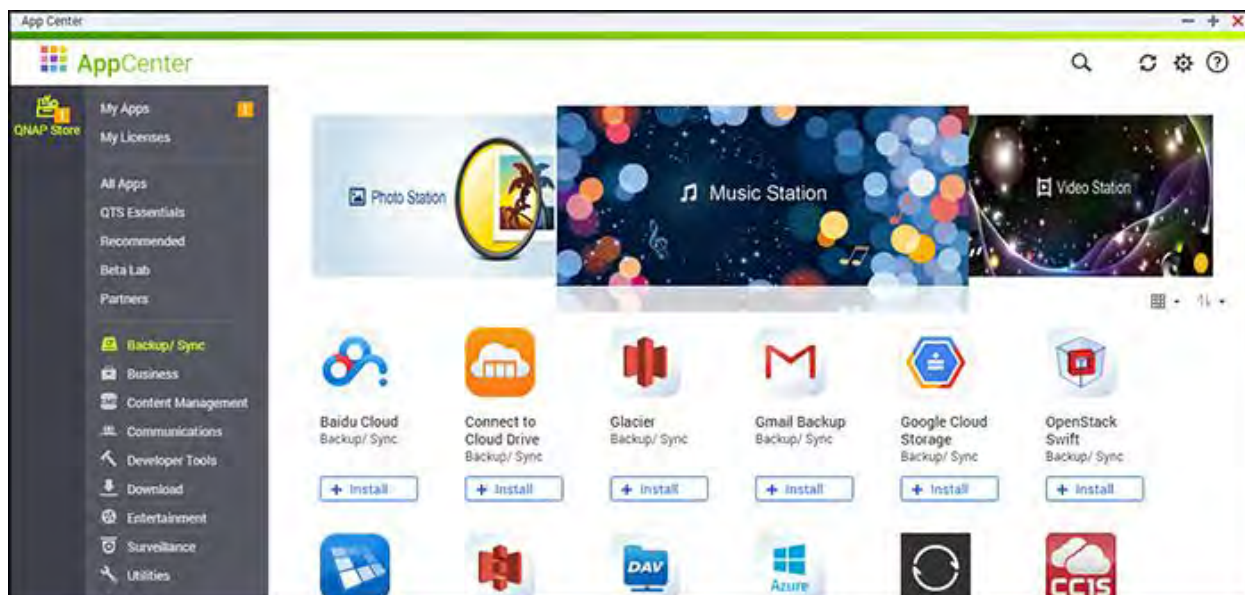 App Center
AppCenter
QNAP Store
1
My Apps
1
My Licenses
All Apps
QTS Essentials
Recommended
Beta Lab
Partners
Backup/ Sync
Business
Content Management
Communications
Developer Tools
Download
Entertainment
Surveillance
Utilities
Photo Station
Music Station
Video Station
Baidu Cloud
Backup/ Sync
+ Install
Connect to
Cloud Drive
Backup/ Sync
+ Install
Glacier
Backup/ Sync
+ Install
Gmail Backup
Backup/ Sync
+ Install
Google Cloud
Storage
Backup/ Sync
+ Install
OpenStack
Swift
Backup/ Sync
+ Install
DAV
Azure
CC1S